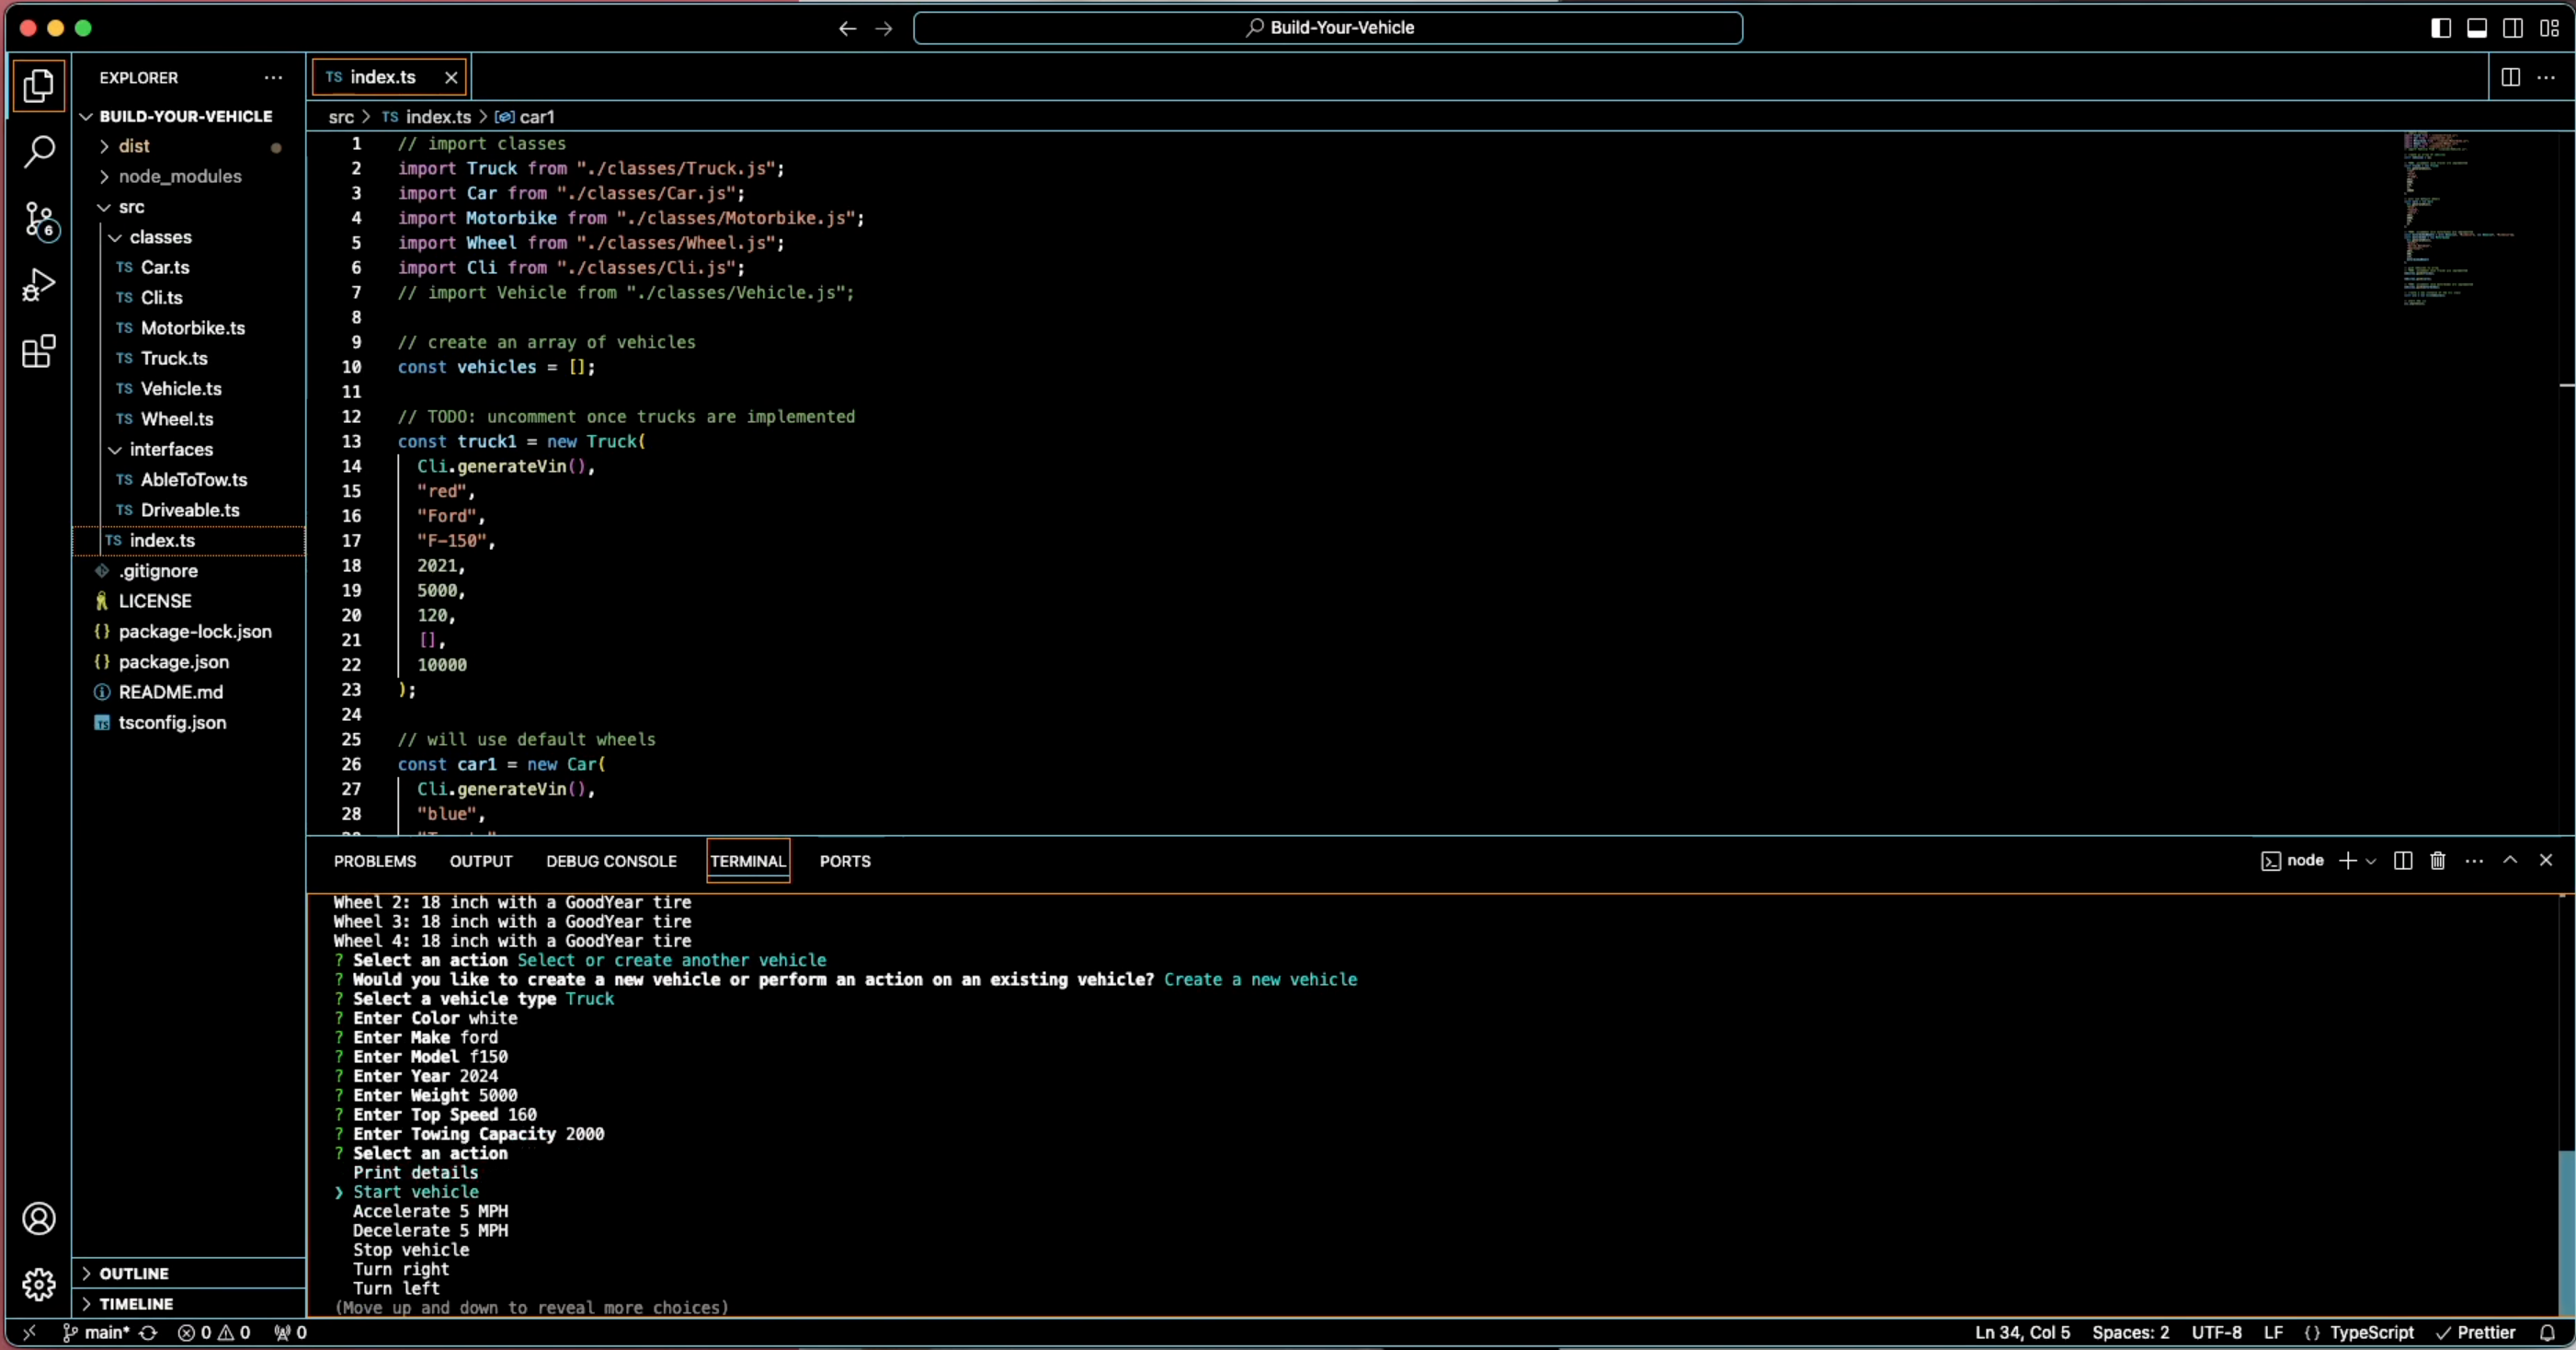 Build-Your-Vehicle
EXPLORER
BUILD-YOUR-VEHICLE
dist
node_modules
src
classes
TS Car.ts
TS Cli.ts
TS Motorbike.ts
TS Truck.ts
TS Vehicle.ts
TS Wheel.ts
interfaces
TS AbleToTow.ts
TS Driveable.ts
TS index.ts
.gitignore
LICENSE
{} package-lock.json
{} package.json
README.md
TS tsconfig.json
OUTLINE
TIMELINE
6
TS index.ts
src > TS index.ts > car1
1 // import classes
2 import Truck from "./classes/Truck.js";
3 import Car from "./classes/Car.js";
4 import Motorbike from "./classes/Motorbike.js";
5 import Wheel from "./classes/Wheel.js";
6 import Cli from "./classes/Cli.js";
7 // import Vehicle from "./classes/Vehicle.js";
8
9 // create an array of vehicles
10 const vehicles = [];
11
12 // TODO: uncomment once trucks are implemented
13 const truck1 = new Truck(
14 Cli.generateVin(),
15 "red",
16 "Ford",
17 "F-150",
18 2021,
19 5000,
20 120,
21 [],
22 10000
23 );
24
25 // will use default wheels
26 const car1 = new Car(
27 Cli.generateVin(),
28 "blue",
PROBLEMS OUTPUT DEBUG CONSOLE TERMINAL PORTS
node
Wheel 2: 18 inch with a GoodYear tire
Wheel 3: 18 inch with a GoodYear tire
Wheel 4: 18 inch with a GoodYear tire
? Select an action Select or create another vehicle
? Would you like to create a new vehicle or perform an action on an existing vehicle? Create a new vehicle
? Select a vehicle type Truck
? Enter Color white
? Enter Make ford
? Enter Model f150
? Enter Year 2024
? Enter Weight 5000
? Enter Top Speed 160
? Enter Towing Capacity 2000
? Select an action
Print details
❯ Start vehicle
Accelerate 5 MPH
Decelerate 5 MPH
Stop vehicle
Turn right
Turn left
(Move up and down to reveal more choices)
main* 0 0 0
Ln 34, Col 5 Spaces: 2 UTF-8 LF {} TypeScript Prettier